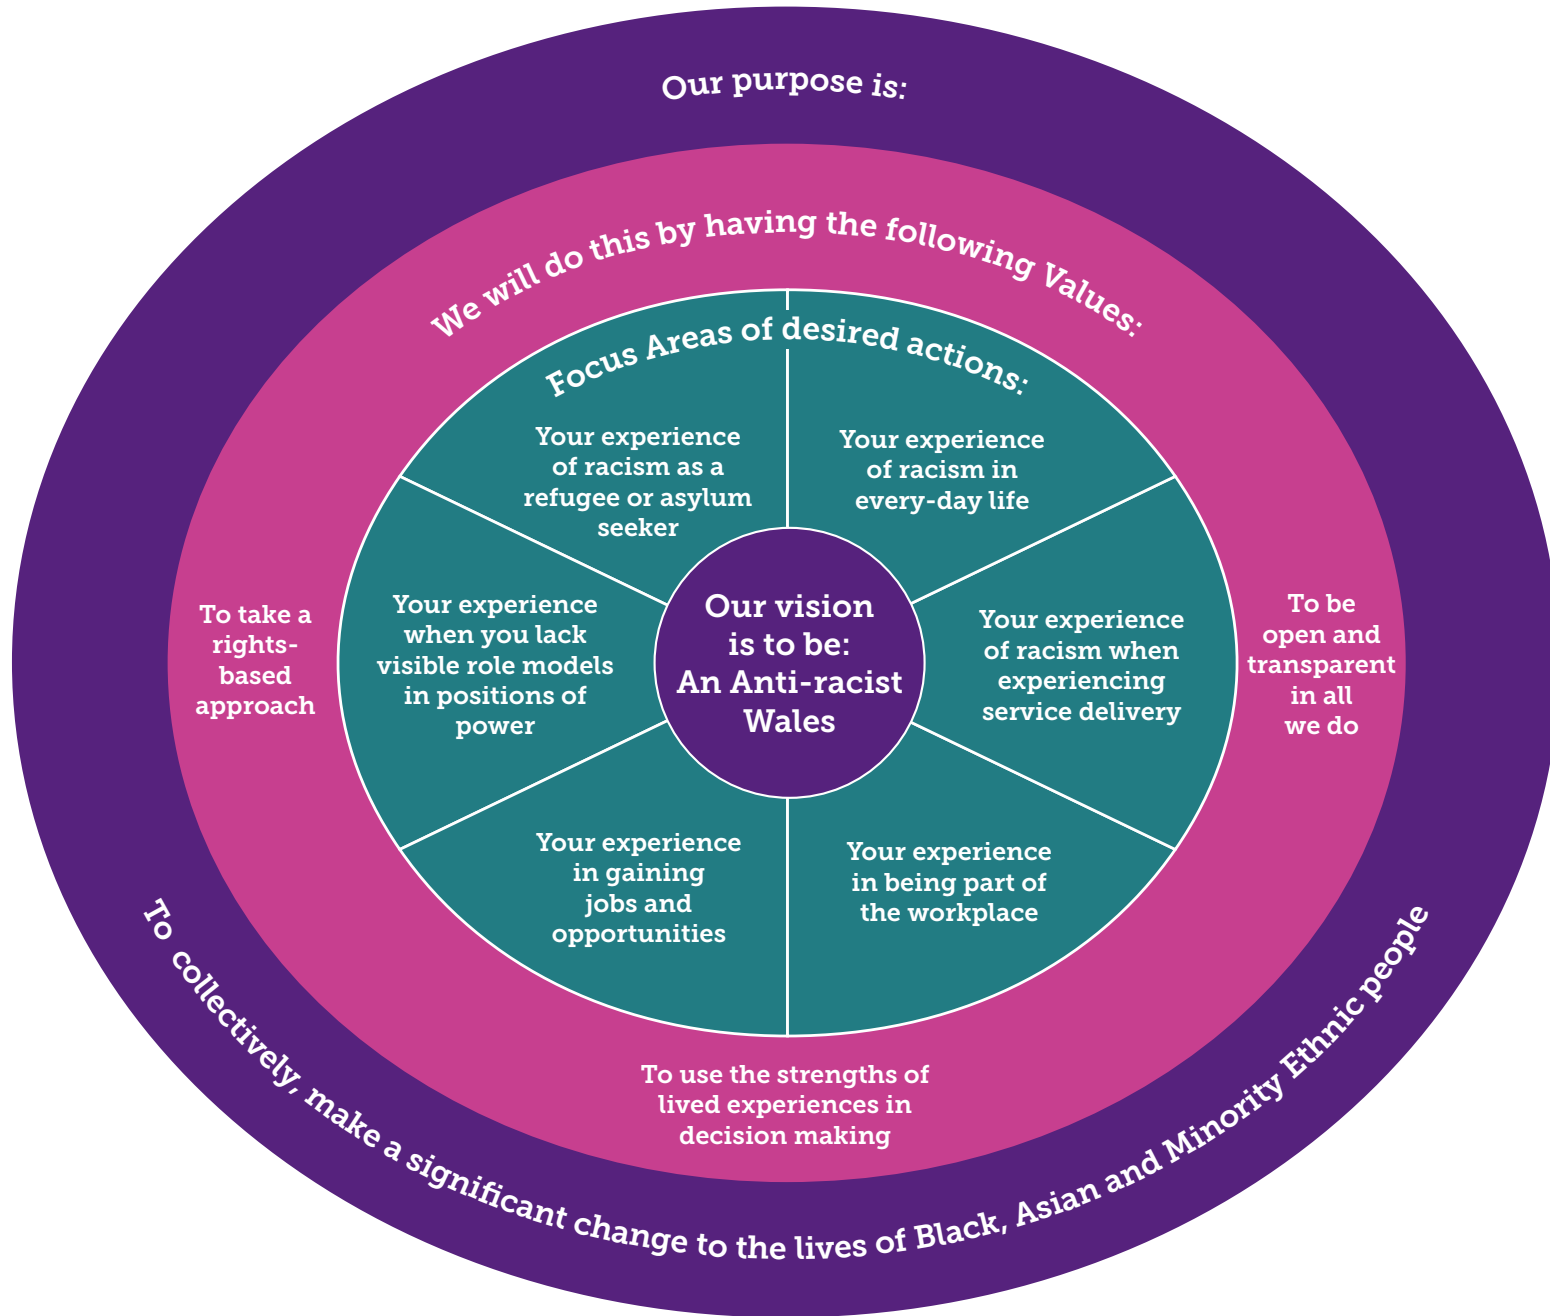 Our purpose is:
To collectively, make a significant change to the lives of Black, Asian and Minority Ethnic people
We will do this by having the following Values:
To be
open and
transparent
in all
we do
To use the strengths of
lived experiences in
decision making
To take a
rights-
based
approach
Focus Areas of desired actions:
Your experience
of racism in
every-day life
Your experience
of racism when
experiencing
service delivery
Your experience
in being part of
the workplace
Your experience
in gaining
jobs and
opportunities
Your experience
when you lack
visible role models
in positions of
power
Your experience
of racism as a
refugee or asylum
seeker
Our vision
is to be:
An Anti-racist
Wales